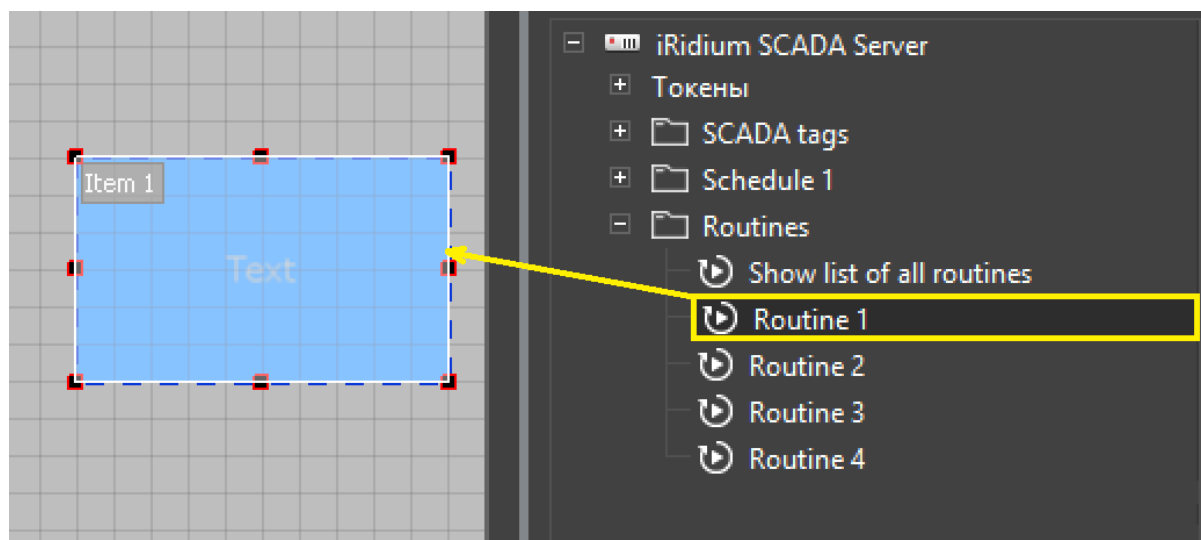 Item 1
Text
iRidium SCADA Server
Токены
SCADA tags
Schedule 1
Routines
Show list of all routines
Routine 1
Routine 2
Routine 3
Routine 4